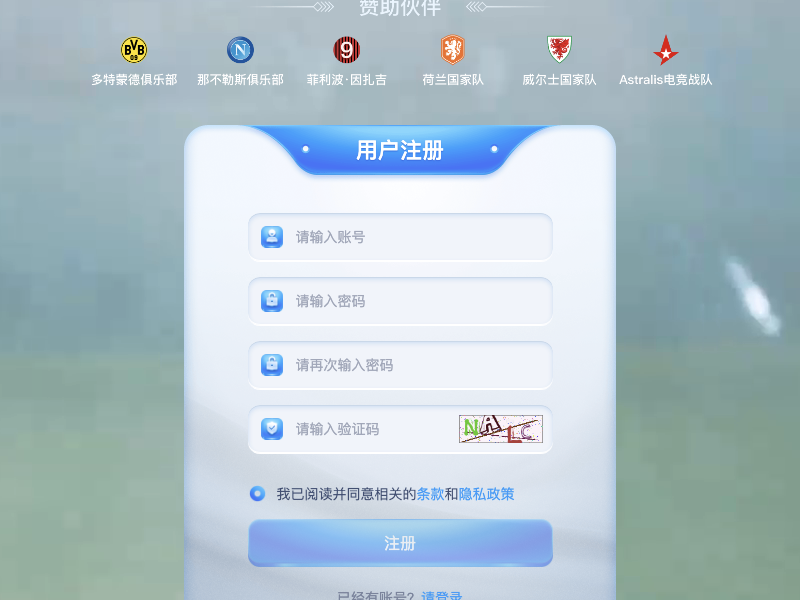 赞助伙伴
多特蒙德俱乐部 那不勒斯俱乐部 菲利波·因扎吉 荷兰国家队 威尔士国家队 Astralis电竞战队
用户注册
请输入账号
请输入密码
请再次输入密码
请输入验证码
我已阅读并同意相关的条款和隐私政策
注册
已经有账号? 请登录